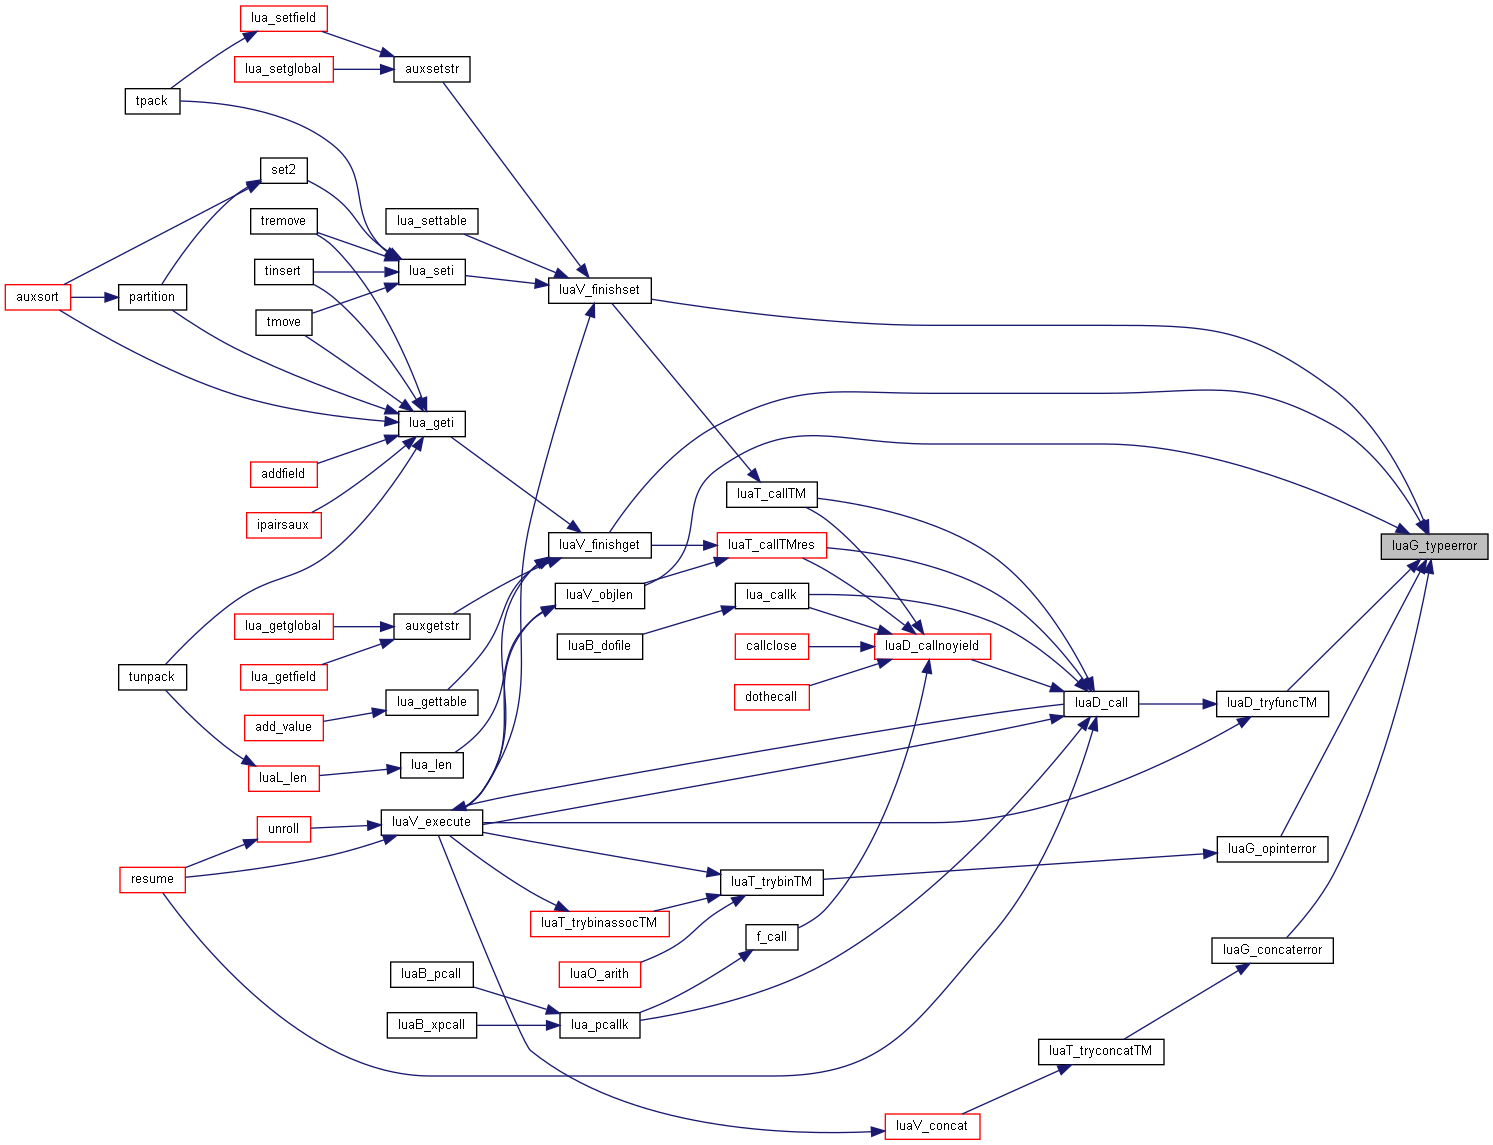 lua_setfield
auxsetstr
lua_setglobal
tpack
set2
tremove
lua_settable
tinsert
lua_seti
luaV_finishset
auxsort
partition
tmove
lua_geti
addfield
luaT_callTM
ipairsaux
luaV_finishget
luaT_callTMres
luaG_typeerror
luaV_objlen
lua_callk
lua_getglobal
auxgetstr
luaB_dofile
callclose
luaD_callnoyield
tunpack
lua_getfield
lua_gettable
dothecall
luaD_call
luaD_tryfuncTM
add_value
lua_len
luaL_len
luaV_execute
unroll
luaG_opinterror
resume
luaT_trybinTM
luaT_trybinassocTM
f_call
luaG_concaterror
luaB_pcall
luaO_arith
luaB_xpcall
lua_pcallk
luaT_tryconcatTM
luaV_concat